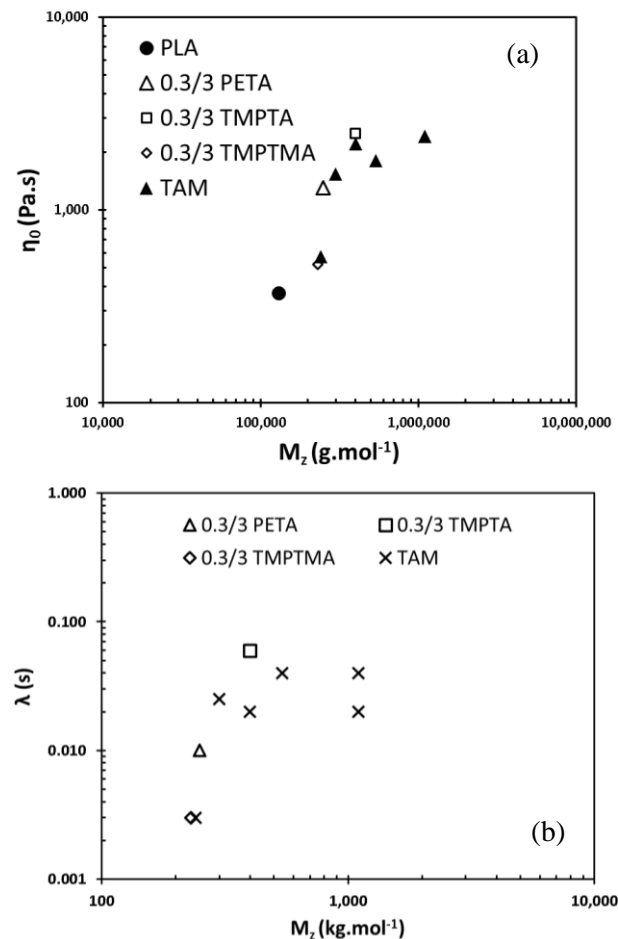 10,000
(a)
PLA
0.3/3 PETA
0.3/3 TMPTA
0.3/3 TMPTMA
TAM
1,000
η₀ (Pa.s)
100
10,000 100,000 1,000,000 10,000,000
M_z (g.mol⁻¹)
1.000
0.3/3 PETA 0.3/3 TMPTA
0.3/3 TMPTMA TAM
0.100
λ (s)
0.010
(b)
0.001
100 1,000 10,000
M_z (kg.mol⁻¹)